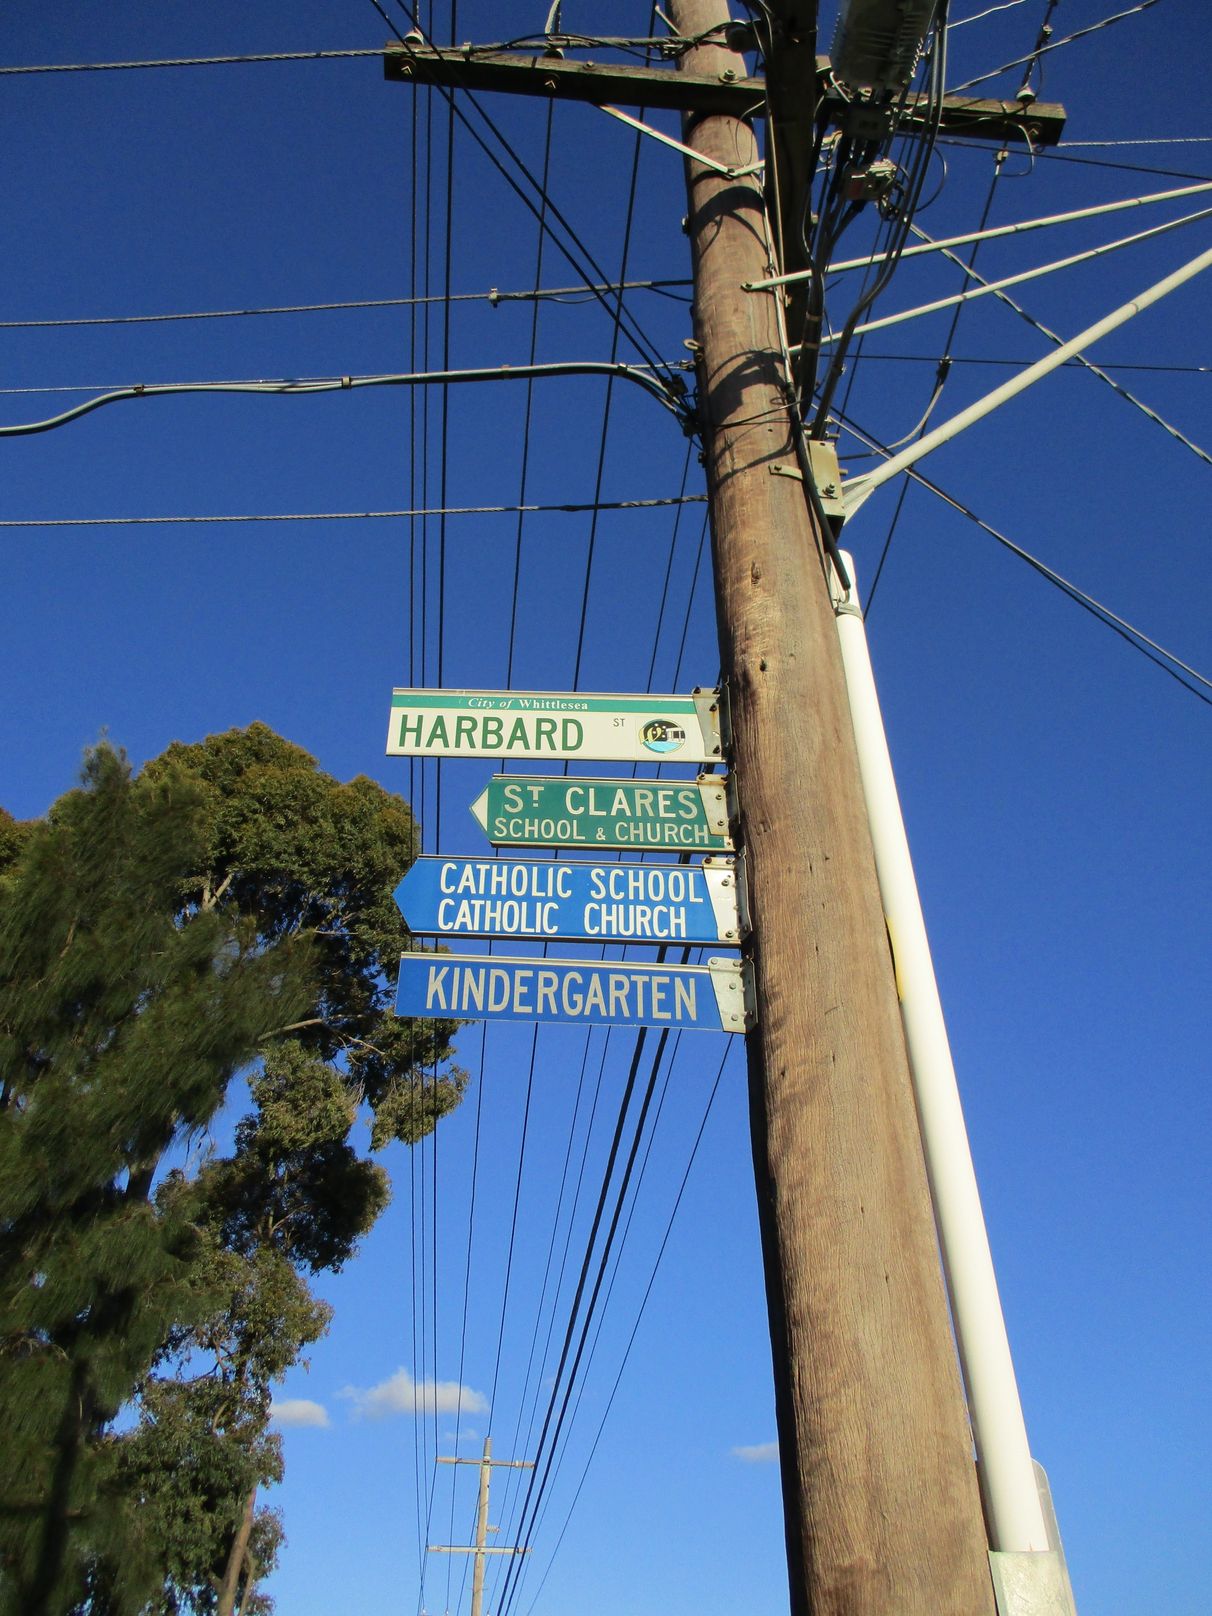 City of Whittlesea
HARBARD ST
ST CLARES
SCHOOL & CHURCH
CATHOLIC SCHOOL
CATHOLIC CHURCH
KINDERGARTEN